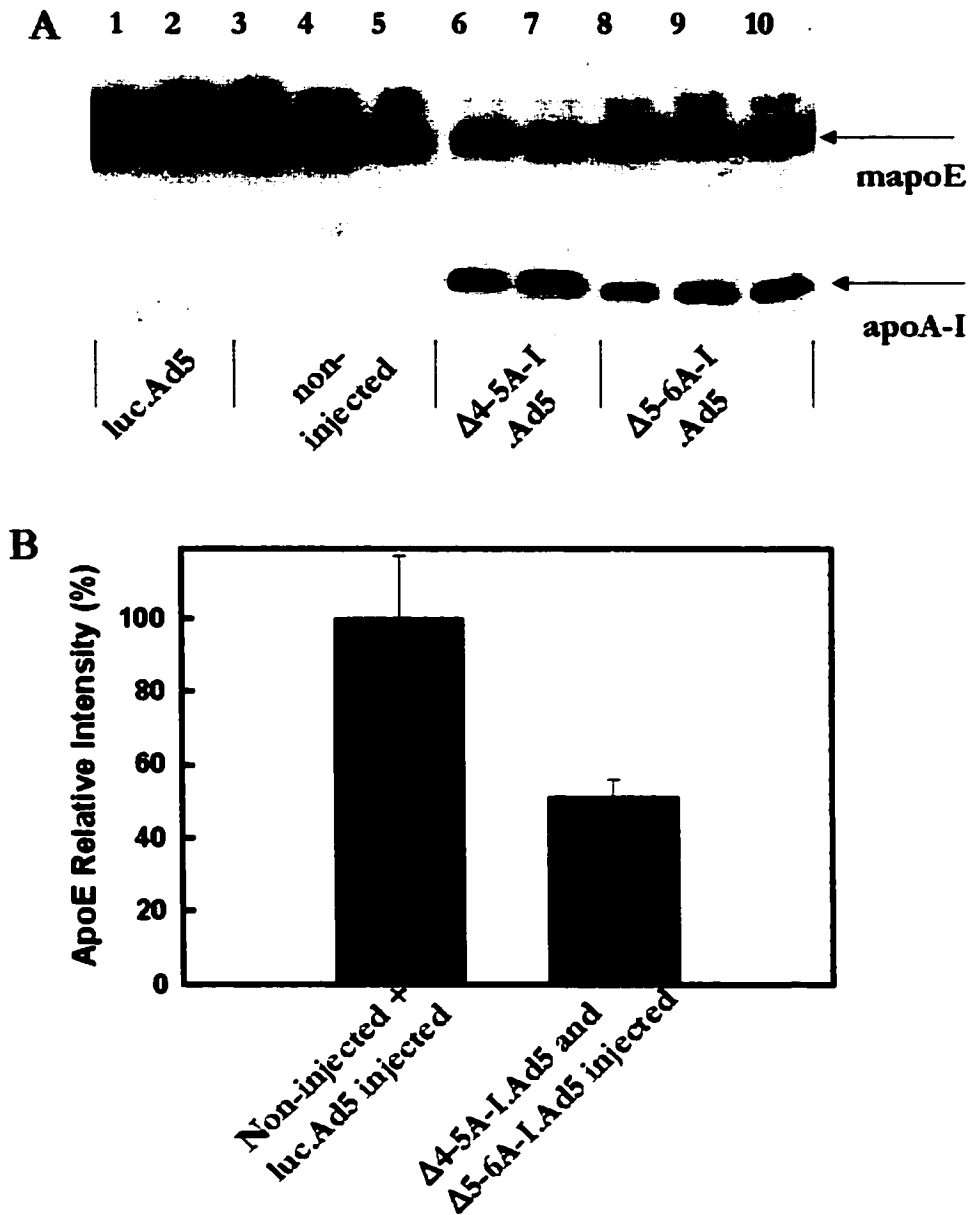 A
1 2 3 4 5 6 7 8 9 10
mapoE
apoA-I
luc.Ad5
non-
injected
Δ4-5A-I
.Ad5
Δ5-6A-I
.Ad5
B
ApoE Relative Intensity (%)
100
80
60
40
20
0
Non-injected +
luc.Ad5 injected
Δ4-5A-I.Ad5 and
Δ5-6A-I.Ad5 injected